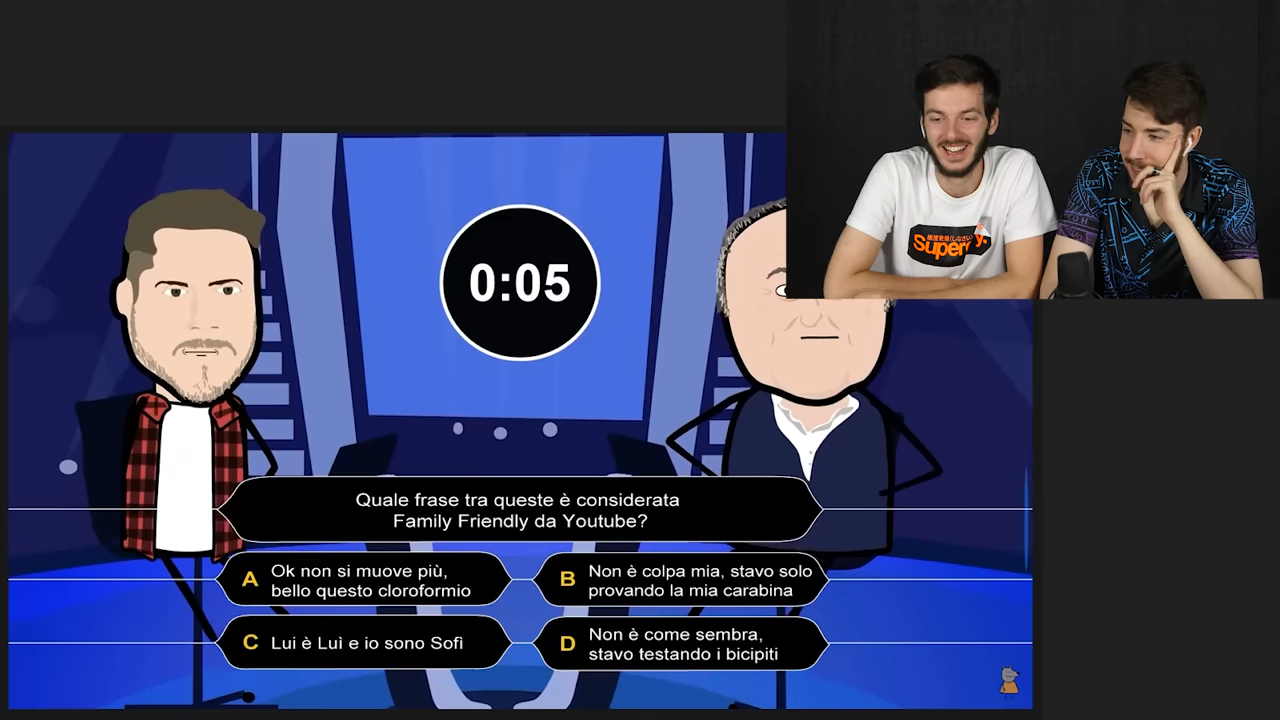 0:05
Super
y.
Quale frase tra queste è considerata
Family Friendly da Youtube?
A Ok non si muove più,
bello questo cloroformio
B Non è colpa mia, stavo solo
provando la mia carabina
C Lui è Luì e io sono Sofì
D Non è come sembra,
stavo testando i bicipiti